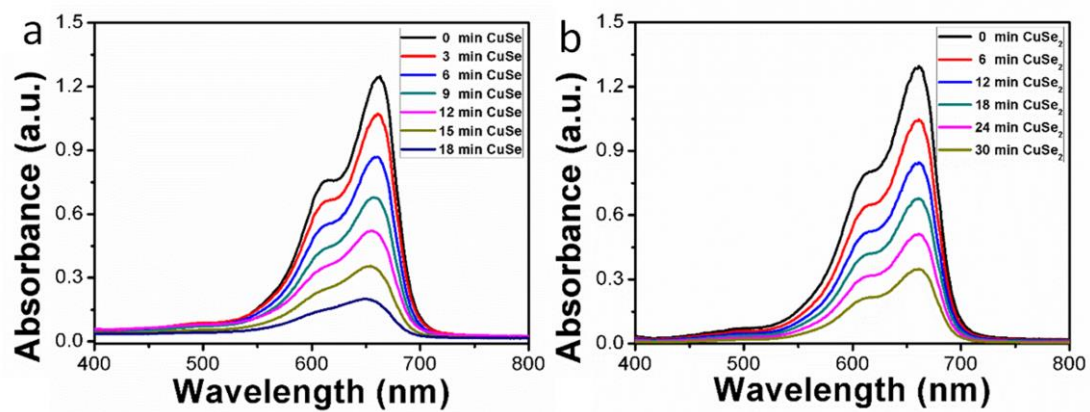 a
1.5
1.2
0.9
0.6
0.3
0.0
Absorbance (a.u.)
0 min CuSe
3 min CuSe
6 min CuSe
9 min CuSe
12 min CuSe
15 min CuSe
18 min CuSe
400 500 600 700 800
Wavelength (nm)
b
1.5
1.2
0.9
0.6
0.3
0.0
Absorbance (a.u.)
0 min CuSe₂
6 min CuSe₂
12 min CuSe₂
18 min CuSe₂
24 min CuSe₂
30 min CuSe₂
400 500 600 700 800
Wavelength (nm)